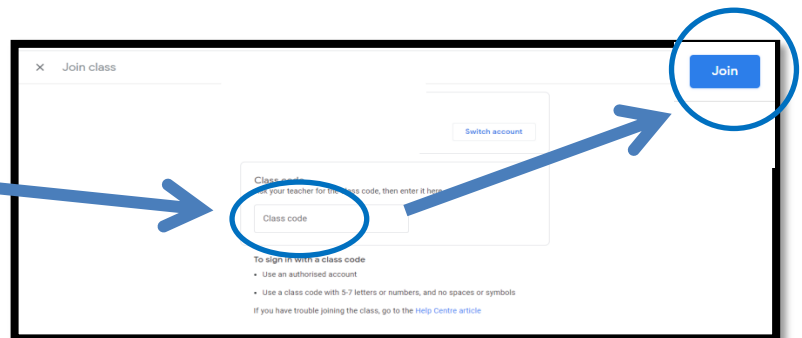 Join class
Join
Switch account
Class code
your teacher for the class code, then enter it here
Class code
To sign in with a class code
• Use an authorised account
• Use a class code with 5-7 letters or numbers, and no spaces or symbols
If you have trouble joining the class, go to the Help Centre article